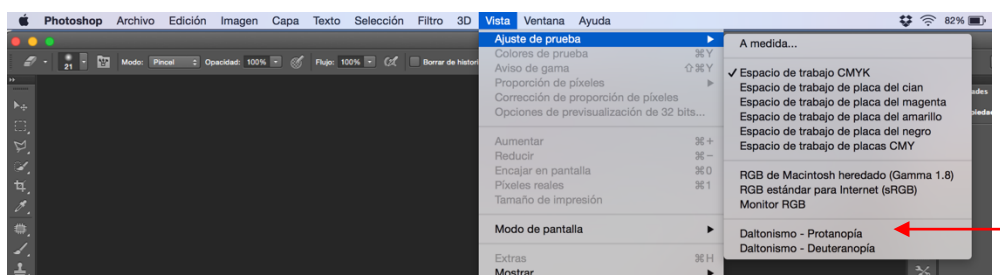 Photoshop Archivo Edición Imagen Capa Texto Selección Filtro 3D Vista Ventana Ayuda 82%
21 Modo: Pincel Opacidad: 100% Flujo: 100% Borrar de histori
Ajuste de prueba
Colores de prueba ⌘Y
Aviso de gama ⇧⌘Y
Proporción de píxeles
Corrección de proporción de píxeles
Opciones de previsualización de 32 bits...
Aumentar ⌘+
Reducir ⌘-
Encajar en pantalla ⌘0
Píxeles reales ⌘1
Tamaño de impresión
Modo de pantalla
Extras ⌘H
Mostrar
A medida...
✓ Espacio de trabajo CMYK
Espacio de trabajo de placa del cian
Espacio de trabajo de placa del magenta
Espacio de trabajo de placa del amarillo
Espacio de trabajo de placa del negro
Espacio de trabajo de placas CMY
RGB de Macintosh heredado (Gamma 1.8)
RGB estándar para Internet (sRGB)
Monitor RGB
Daltonismo - Protanopía
Daltonismo - Deuteranopía